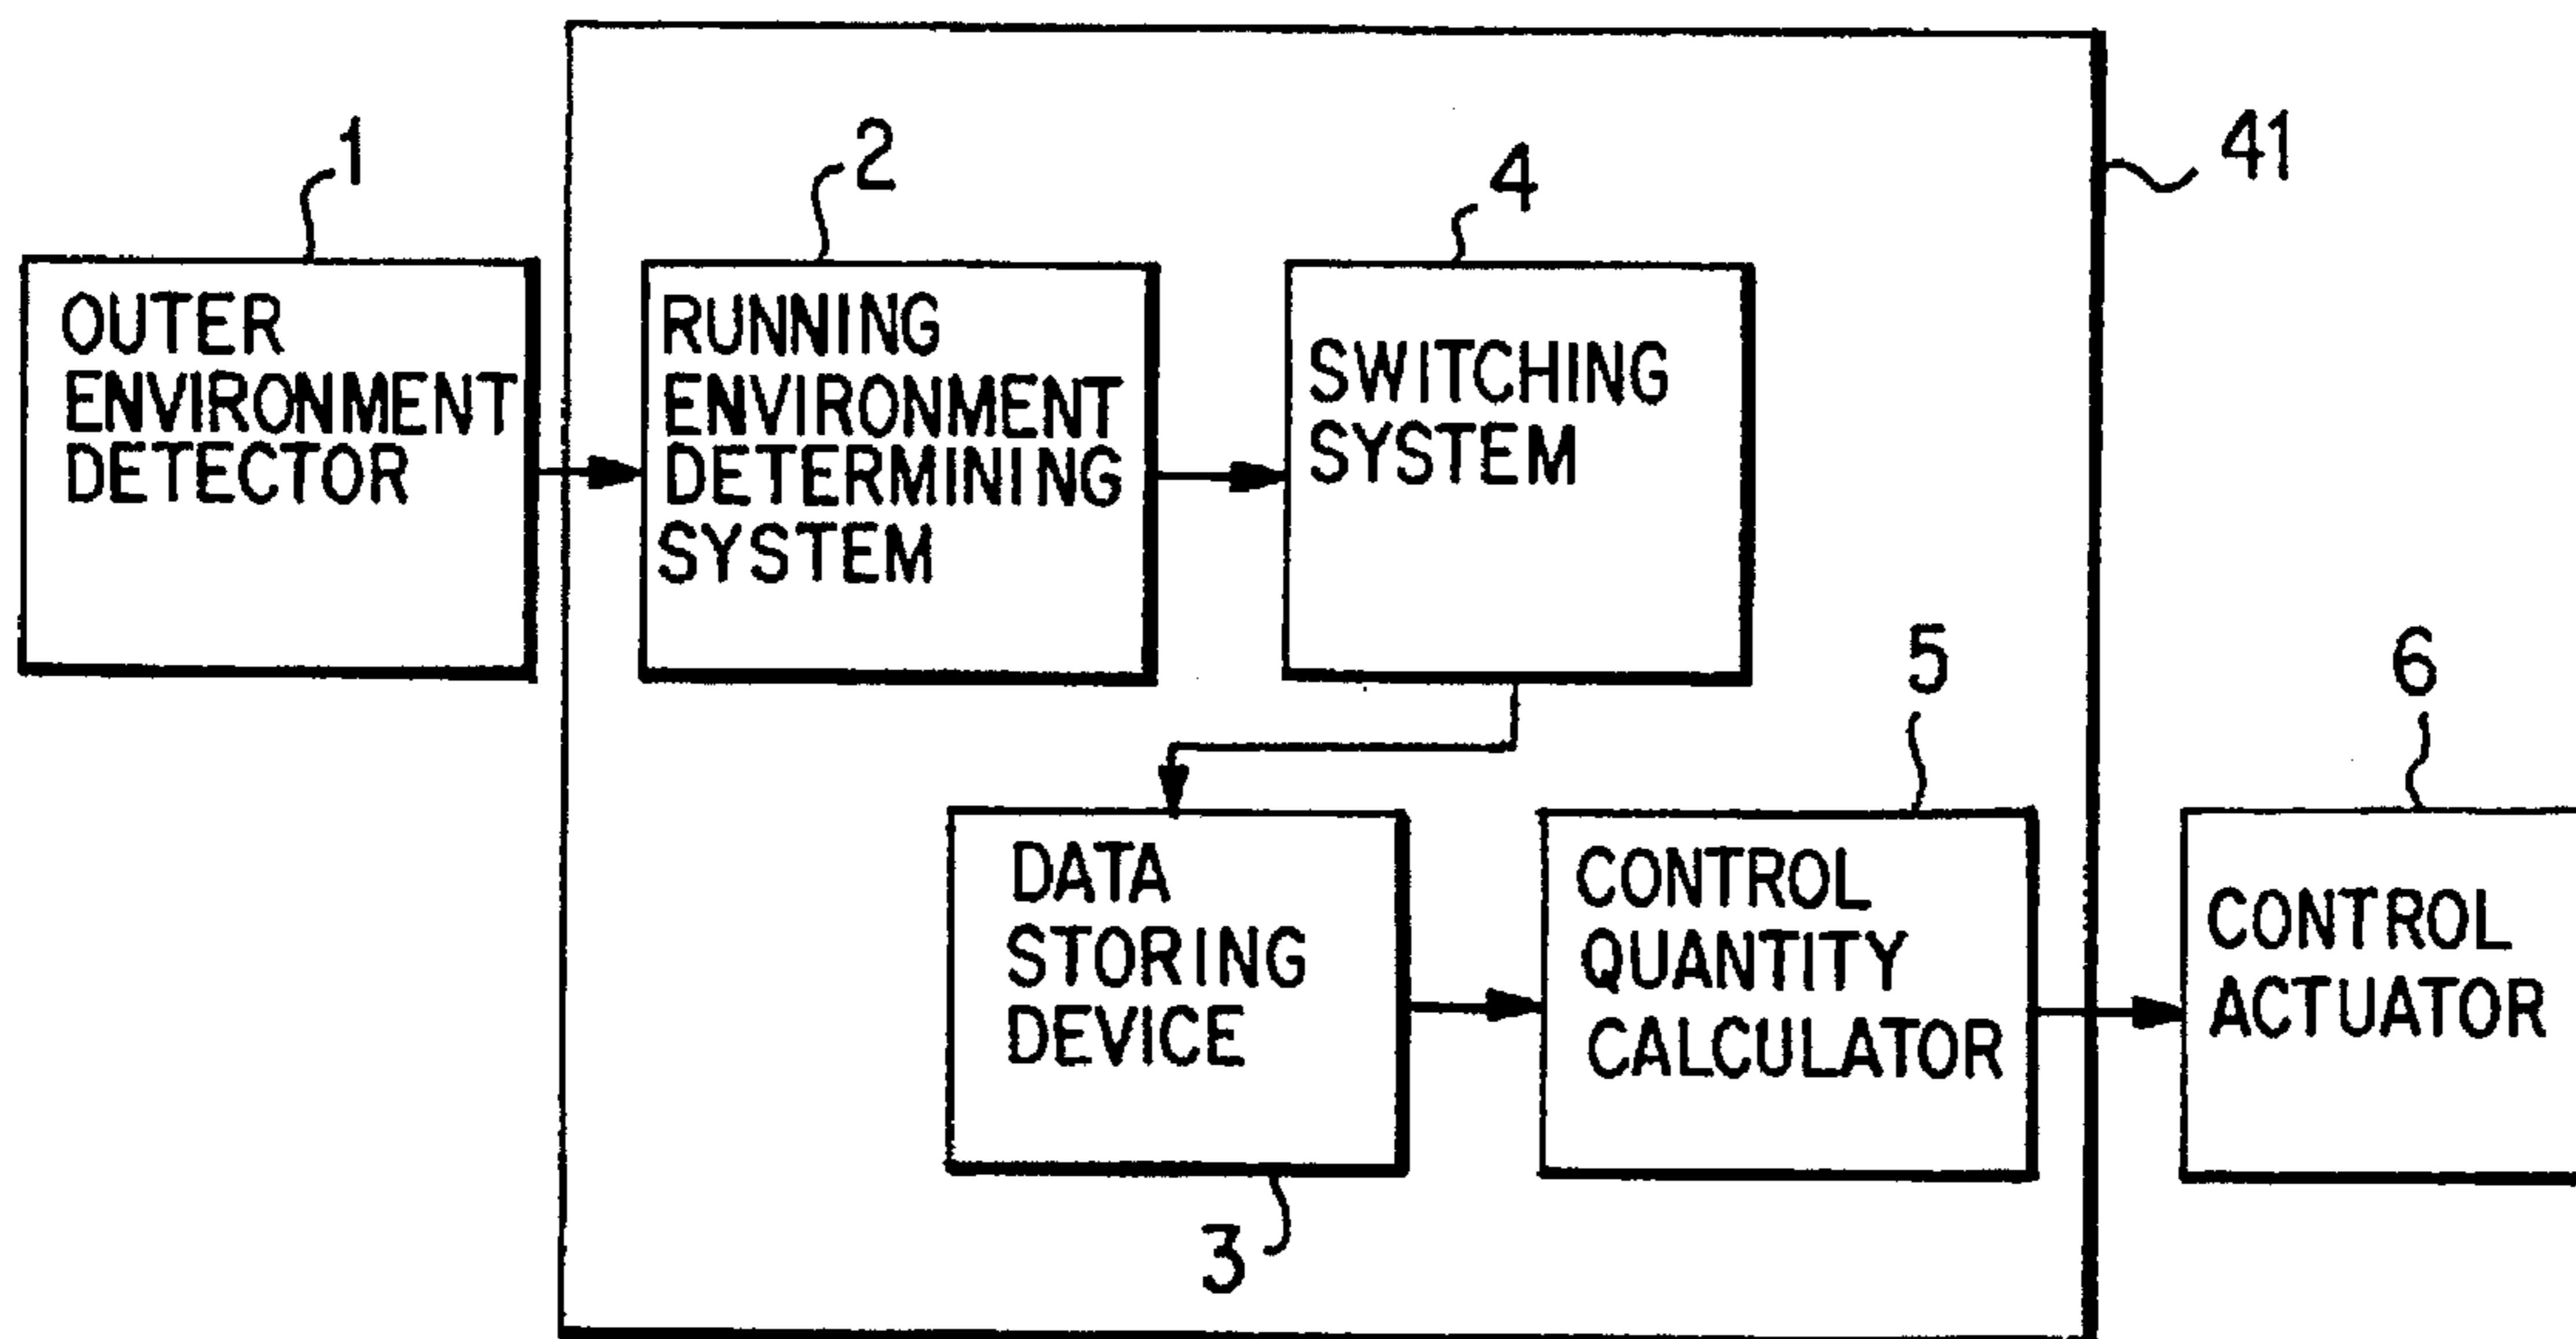 1
2
4
41
OUTER
ENVIRONMENT
DETECTOR
RUNNING
ENVIRONMENT
DETERMINING
SYSTEM
SWITCHING
SYSTEM
5
6
DATA
STORING
DEVICE
CONTROL
QUANTITY
CALCULATOR
CONTROL
ACTUATOR
3